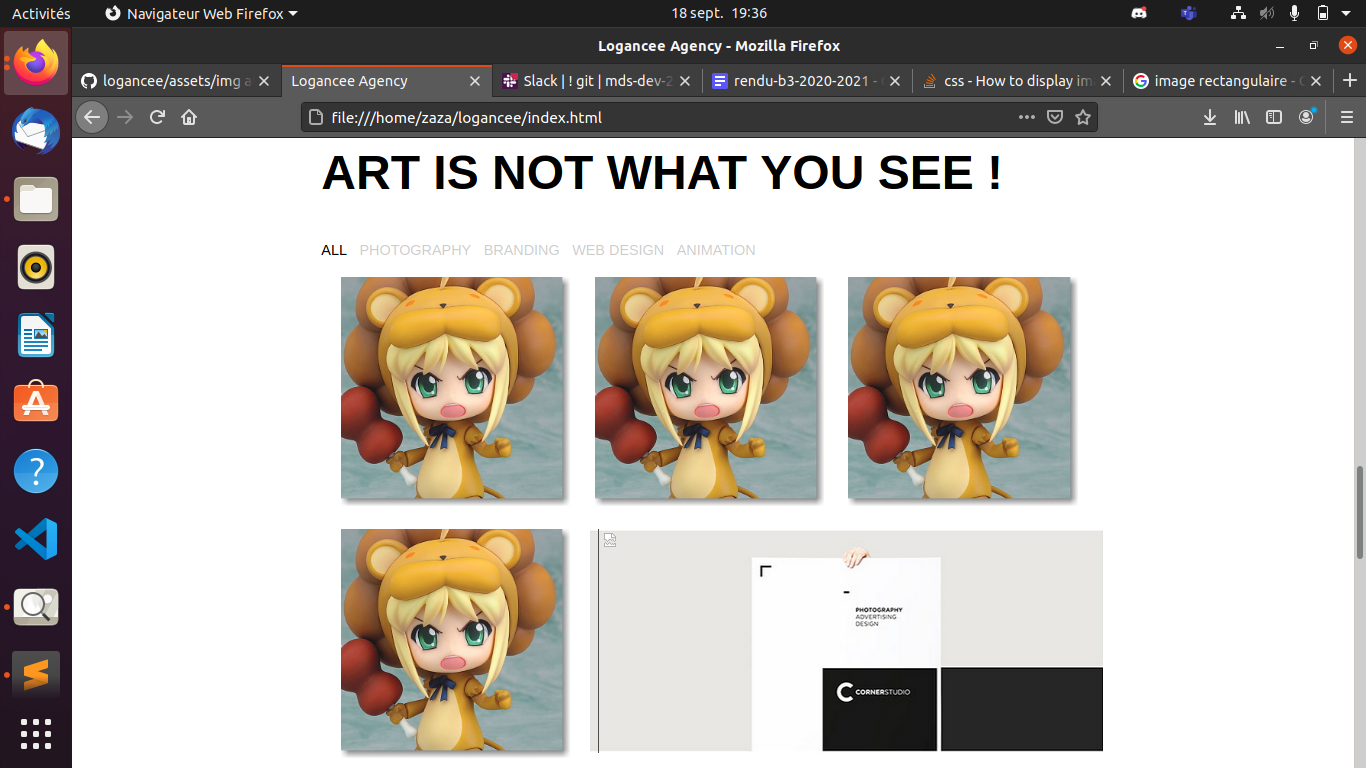 Activités
Navigateur Web Firefox
18 sept. 19:36
Logancee Agency - Mozilla Firefox
logancee/assets/img a
Logancee Agency
Slack | ! git | mds-dev-2
rendu-b3-2020-2021 -
css - How to display im
image rectangulaire -
file:///home/zaza/logancee/index.html
ART IS NOT WHAT YOU SEE !
ALL PHOTOGRAPHY BRANDING WEB DESIGN ANIMATION
PHOTOGRAPHY
ADVERTISING
DESIGN
CORNERSTUDIO